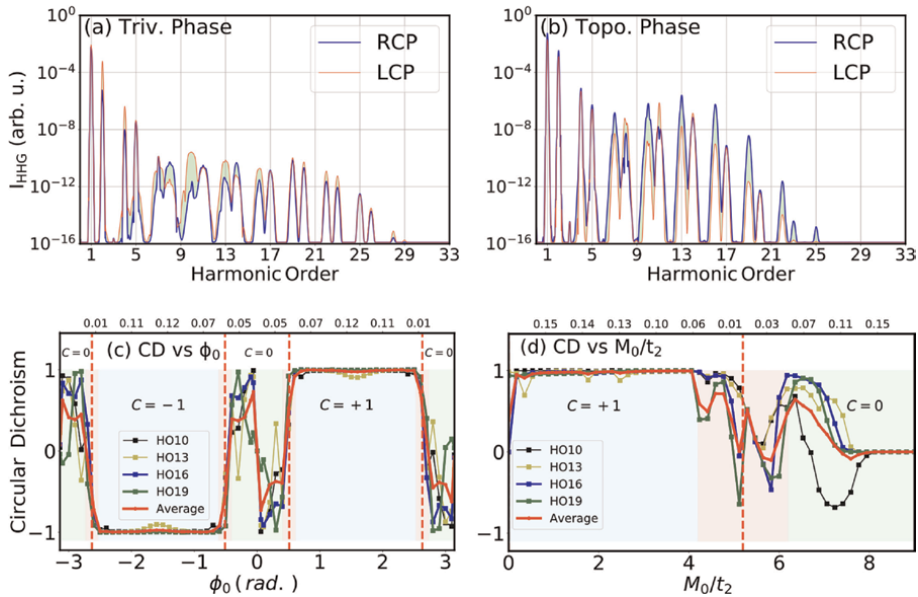 (a) Triv. Phase
RCP
LCP
I_HHG (arb. u.)
10^0
10^−4
10^−8
10^−12
10^−16
1 5 9 13 17 21 25 29 33
Harmonic Order
(b) Topo. Phase
RCP
LCP
10^0
10^−4
10^−8
10^−12
10^−16
1 5 9 13 17 21 25 29 33
Harmonic Order
0.01 0.11 0.12 0.07 0.05 0.05 0.07 0.12 0.11 0.01
C=0 (c) CD vs ϕ₀ C=0 C=0
C=−1 C=+1
HO10
HO13
HO16
HO19
Average
Circular Dichroism
1
0
−1
−3 −2 −1 0 1 2 3
ϕ₀ (rad.)
0.15 0.14 0.13 0.10 0.06 0.01 0.03 0.07 0.11 0.15
(d) CD vs M₀/t₂
C=+1 C=0
HO10
HO13
HO16
HO19
Average
1
0
−1
0 2 4 6 8
M₀/t₂